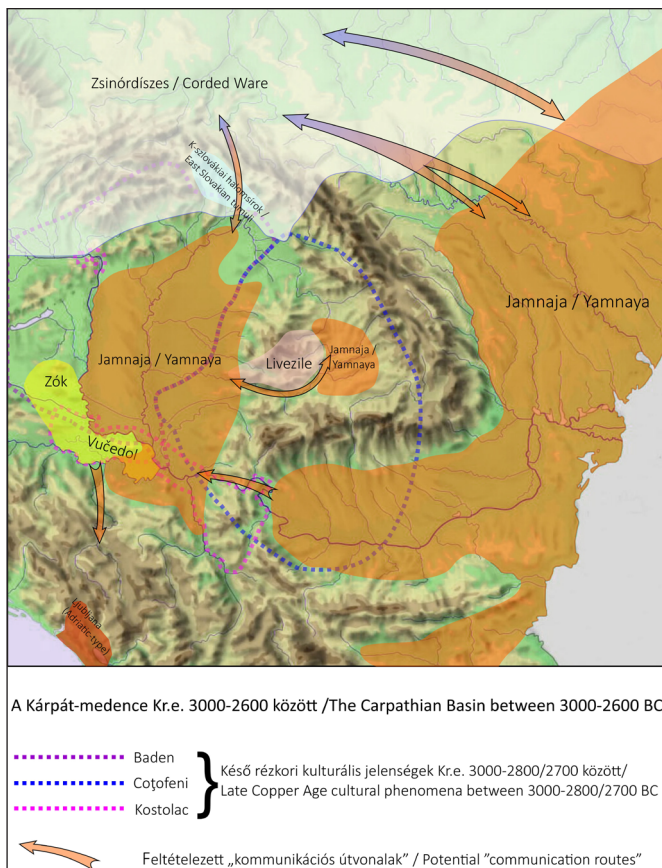 Zsinórdíszes / Corded Ware
K-szlovákiai halomsírok /
East Slovakian tumuli
Jamnaja / Yamnaya
Jamnaja / Yamnaya
Livezile
Jamnaja /
Yamnaya
Zók
Vučedol
Ljubljana
(Adriatic-type)
A Kárpát-medence Kr.e. 3000-2600 között /The Carpathian Basin between 3000-2600 BC
Baden
Coţofeni
Kostolac
Késő rézkori kulturális jelenségek Kr.e. 3000-2800/2700 között/
Late Copper Age cultural phenomena between 3000-2800/2700 BC
Feltételezett „kommunikációs útvonalak” / Potential "communication routes"